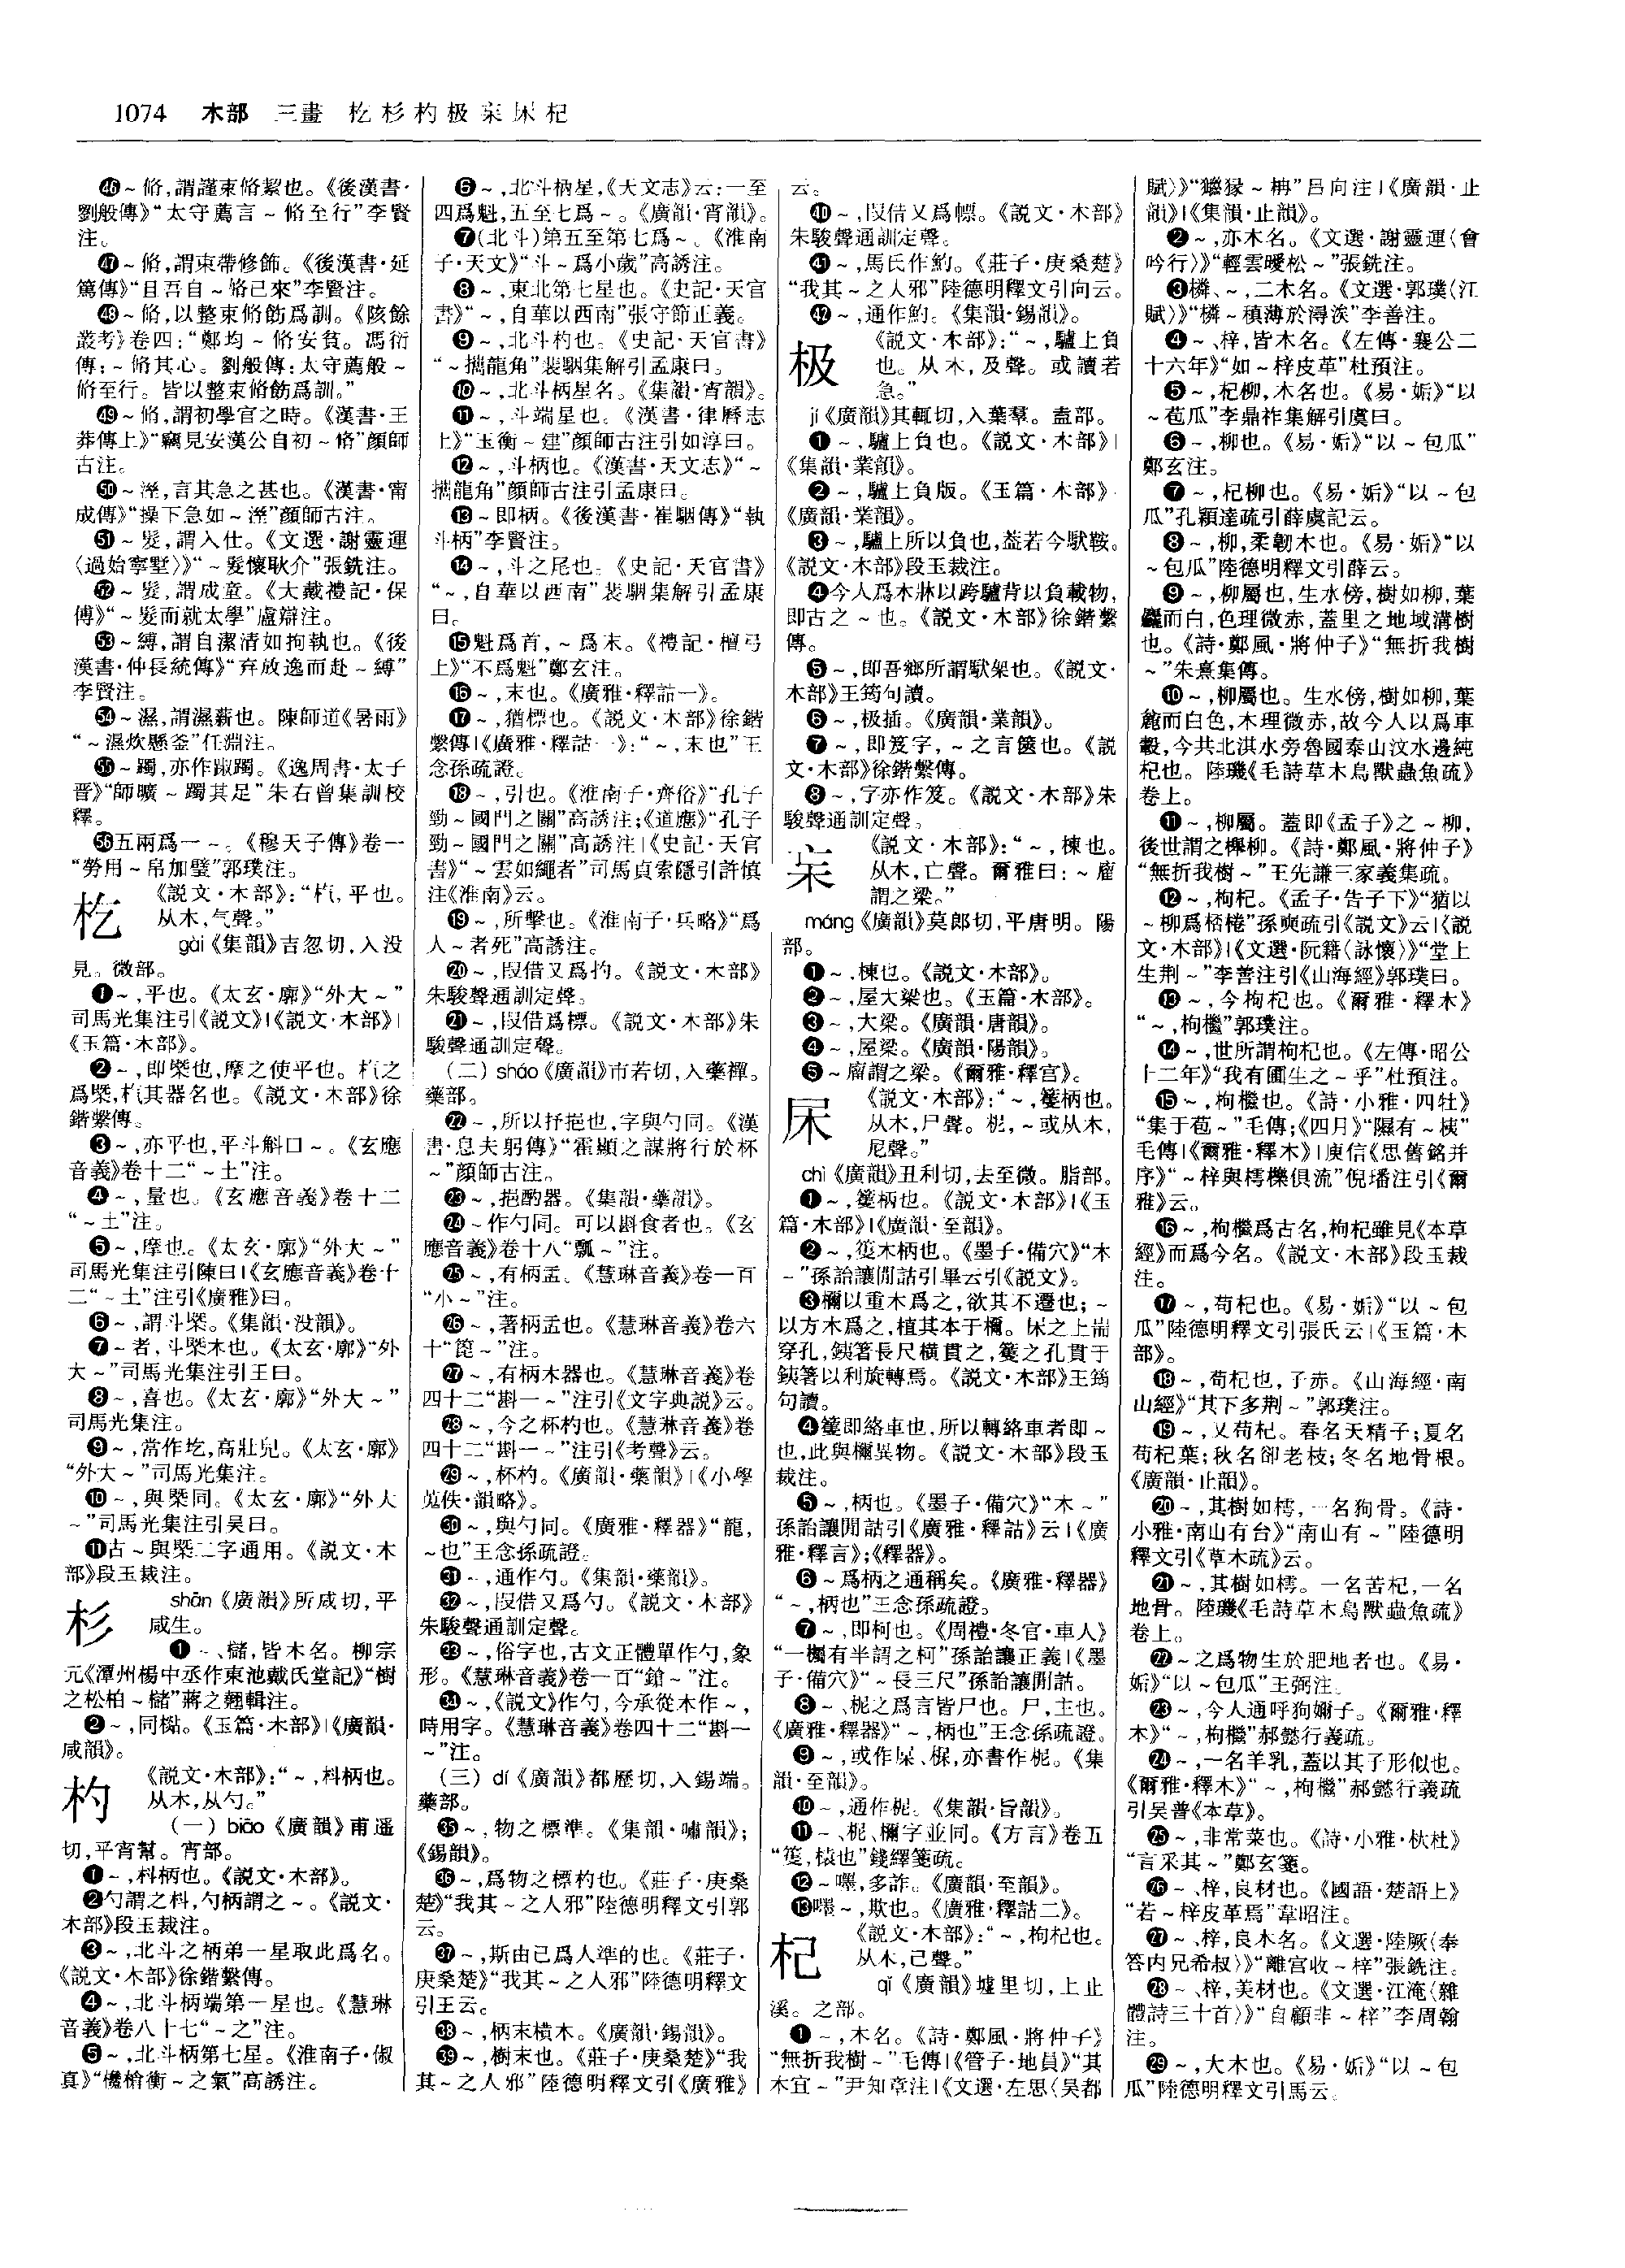 1074 木部 三畫 杚杉杓极杗杘杞
㊻～脩,謂謹束脩絜也。《後漢書·
劉般傳》“太守薦言～脩至行”李賢
注。
㊼～脩,謂束帶修飾。《後漢書·延
篤傳》“且吾自～脩已來”李賢注。
㊽～脩,以整束脩飭爲訓。《陔餘
叢考》卷四:“鄭均～脩安貧。馮衍
傳:～脩其心。劉般傳:太守薦般～
脩至行。皆以整束脩飭爲訓。”
㊾～脩,謂初學官之時。《漢書·王
莽傳上》“竊見安漢公自初～脩”顏師
古注。
㊿～溼,言其急之甚也。《漢書·甯
成傳》“操下急如～溼”顏師古注。
51～髮,謂入仕。《文選·謝靈運
〈過始寧墅〉》“～髮懷耿介”張銑注。
52～髮,謂成童。《大戴禮記·保
傅》“～髮而就太學”盧辯注。
53～縛,謂自潔清如拘執也。《後
漢書·仲長統傳》“弃放逸而赴～縛”
李賢注。
54～濕,謂濕薪也。陳師道《暑雨》
“～濕炊懸釜”任淵注。
55～躅,亦作踧躅。《逸周書·太子
晋》“師曠～躅其足”朱右曾集訓校
釋。
56五兩爲一～。《穆天子傳》卷一
“勞用～帛加璧”郭璞注。
杚 《説文·木部》:“杚,平也。
从木,气聲。”
gài《集韻》古忽切,入没
見。微部。
❶～,平也。《太玄·廓》“外大～”
司馬光集注引《説文》|《説文·木部》|
《玉篇·木部》。
❷～,即槩也,摩之使平也。杚之
爲槩,杚其器名也。《説文·木部》徐
鍇繫傳。
❸～,亦平也,平斗斛口～。《玄應
音義》卷十二“～土”注。
❹～,量也。《玄應音義》卷十二
“～土”注。
❺～,摩也。《太玄·廓》“外大～”
司馬光集注引陳曰|《玄應音義》卷十
二“～土”注引《廣雅》曰。
❻～,謂斗槩。《集韻·没韻》。
❼～者,斗槩木也。《太玄·廓》“外
大～”司馬光集注引王曰。
❽～,喜也。《太玄·廓》“外大～”
司馬光集注。
❾～,當作圪,高壯皃。《太玄·廓》
“外大～”司馬光集注。
❿～,與槩同。《太玄·廓》“外大
～”司馬光集注引吴曰。
⓫古～與槩二字通用。《説文·木
部》段玉裁注。
杉 shān《廣韻》所咸切,平
咸生。
❶～、櫧,皆木名。柳宗
元《潭州楊中丞作東池戴氏堂記》“樹
之松柏～櫧”蔣之翹輯注。
❷～,同㯳。《玉篇·木部》|《廣韻·
咸韻》。
杓 《説文·木部》:“～,枓柄也。
从木,从勺。”
(一)biāo《廣韻》甫遥
切,平宵幫。宵部。
❶～,枓柄也。《説文·木部》。
❷勺謂之枓,勺柄謂之～。《説文·
木部》段玉裁注。
❸～,北斗之柄弟一星取此爲名。
《説文·木部》徐鍇繫傳。
❹～,北斗柄端第一星也。《慧琳
音義》卷八十七“～之”注。
❺～,北斗柄第七星。《淮南子·俶
真》“機槍衡～之氣”高誘注。
❻～,北斗柄星,《天文志》云:一至
四爲魁,五至七爲～。《廣韻·宵韻》。
❼(北斗)第五至第七爲～。《淮南
子·天文》“斗～爲小歲”高誘注。
❽～,東北第七星也。《史記·天官
書》“～,自華以西南”張守節正義。
❾～,北斗杓也。《史記·天官書》
“～攜龍角”裴駰集解引孟康曰。
❿～,北斗柄星名。《集韻·宵韻》。
⓫～,斗端星也。《漢書·律曆志
上》“玉衡～建”顏師古注引如淳曰。
⓬～,斗柄也。《漢書·天文志》“～
攜龍角”顏師古注引孟康曰。
⓭～即柄。《後漢書·崔駰傳》“執
斗柄”李賢注。
⓮～,斗之尾也。《史記·天官書》
“～,自華以西南”裴駰集解引孟康
曰。
⓯魁爲首,～爲末。《禮記·檀弓
上》“不爲魁”鄭玄注。
⓰～,末也。《廣雅·釋詁一》。
⓱～,猶標也。《説文·木部》徐鍇
繫傳|《廣雅·釋詁一》:“～,末也”王
念孫疏證。
⓲～,引也。《淮南子·齊俗》“孔子
勁～國門之關”高誘注;《道應》“孔子
勁～國門之關”高誘注|《史記·天官
書》“～雲如繩者”司馬貞索隱引許慎
注《淮南》云。
⓳～,所擊也。《淮南子·兵略》“爲
人～者死”高誘注。
⓴～,叚借又爲扚。《説文·木部》
朱駿聲通訓定聲。
㉑～,叚借爲標。《説文·木部》朱
駿聲通訓定聲。
(二)sháo《廣韻》市若切,入藥禪。
藥部。
㉒～,所以抒挹也,字與勺同。《漢
書·息夫躬傳》“霍顯之謀將行於杯
～”顏師古注。
㉓～,挹酌器。《集韻·藥韻》。
㉔～作勺同。可以斟食者也。《玄
應音義》卷十八“瓢～”注。
㉕～,有柄盂。《慧琳音義》卷一百
“小～”注。
㉖～,著柄盂也。《慧琳音義》卷六
十“箆～”注。
㉗～,有柄木器也。《慧琳音義》卷
四十二“斟一～”注引《文字典説》云。
㉘～,今之杯杓也。《慧琳音義》卷
四十二“斟一～”注引《考聲》云。
㉙～,杯杓。《廣韻·藥韻》|《小學
蒐佚·韻略》。
㉚～,與勺同。《廣雅·釋器》“龍,
～也”王念孫疏證。
㉛～,通作勺。《集韻·藥韻》。
㉜～,叚借又爲勺。《説文·木部》
朱駿聲通訓定聲。
㉝～,俗字也,古文正體單作勺,象
形。《慧琳音義》卷一百“鎗～”注。
㉞～,《説文》作勺,今承從木作～,
時用字。《慧琳音義》卷四十二“斟一
～”注。
(三)dí《廣韻》都歷切,入錫端。
藥部。
㉟～,物之標準。《集韻·嘯韻》;
《錫韻》。
㊱～,爲物之標杓也。《莊子·庚桑
楚》“我其～之人邪”陸德明釋文引郭
云。
㊲～,斯由己爲人準的也。《莊子·
庚桑楚》“我其～之人邪”陸德明釋文
引王云。
㊳～,柄末横木。《廣韻·錫韻》。
㊴～,樹末也。《莊子·庚桑楚》“我
其～之人邪”陸德明釋文引《廣雅》
云。
㊵～,叚借又爲幖。《説文·木部》
朱駿聲通訓定聲。
㊶～,馬氏作魡。《莊子·庚桑楚》
“我其～之人邪”陸德明釋文引向云。
㊷～,通作魡。《集韻·錫韻》。
极 《説文·木部》:“～,驢上負
也。从木,及聲。或讀若
急。”
jí《廣韻》其輒切,入葉羣。盍部。
❶～,驢上負也。《説文·木部》|
《集韻·業韻》。
❷～,驢上負版。《玉篇·木部》·
《廣韻·業韻》。
❸～,驢上所以負也,葢若今馱鞍。
《説文·木部》段玉裁注。
❹今人爲木牀以跨驢背以負載物,
即古之～也。《説文·木部》徐鍇繫
傳。
❺～,即吾鄉所謂馱架也。《説文·
木部》王筠句讀。
❻～,极插。《廣韻·業韻》。
❼～,即笈字,～之言箧也。《説
文·木部》徐鍇繫傳。
❽～,字亦作笈。《説文·木部》朱
駿聲通訓定聲。
杗 《説文·木部》:“～,棟也。
从木,亡聲。爾雅曰:～廇
謂之梁。”
máng《廣韻》莫郎切,平唐明。陽
部。
❶～,棟也。《説文·木部》。
❷～,屋大梁也。《玉篇·木部》。
❸～,大梁。《廣韻·唐韻》。
❹～,屋梁。《廣韻·陽韻》。
❺～廇謂之梁。《爾雅·釋宫》。
杘 《説文·木部》:“～,籆柄也。
从木,尸聲。柅,～或从木,
尼聲。”
chì《廣韻》丑利切,去至徹。脂部。
❶～,籆柄也。《説文·木部》|《玉
篇·木部》|《廣韻·至韻》。
❷～,籆木柄也。《墨子·備穴》“木
～”孫詒讓閒詁引畢云引《説文》。
❸檷以重木爲之,欲其不遷也;～
以方木爲之,植其本于檷。杘之上耑
穿孔,鐵箸長尺横貫之,籆之孔貫于
鐵箸以利旋轉焉。《説文·木部》王筠
句讀。
❹籆即絡車也,所以轉絡車者即～
也,此與檷異物。《説文·木部》段玉
裁注。
❺～,柄也。《墨子·備穴》“木～”
孫詒讓閒詁引《廣雅·釋詁》云|《廣
雅·釋言》;《釋器》。
❻～爲柄之通稱矣。《廣雅·釋器》
“～,柄也”王念孫疏證。
❼～,即柯也。《周禮·冬官·車人》
“一欘有半謂之柯”孫詒讓正義|《墨
子·備穴》“～長三尺”孫詒讓閒詁。
❽～、柅之爲言皆尸也。尸,主也。
《廣雅·釋器》“～,柄也”王念孫疏證。
❾～,或作杘、檪,亦書作柅。《集
韻·至韻》。
❿～,通作柅。《集韻·旨韻》。
⓫～、柅、檷字並同。《方言》卷五
“籆,榬也”錢繹箋疏。
⓬～㘆,多詐。《廣韻·至韻》。
⓭㘆～,欺也。《廣雅·釋詁二》。
杞 《説文·木部》:“～,枸杞也。
从木,己聲。”
qǐ《廣韻》墟里切,上止
溪。之部。
❶～,木名。《詩·鄭風·將仲子》
“無折我樹～”毛傳|《管子·地員》“其
木宜～”尹知章注|《文選·左思〈吴都
賦〉》“櫾㮇～栴”吕向注|《廣韻·止
韻》|《集韻·止韻》。
❷～,亦木名。《文選·謝靈運〈會
吟行〉》“輕雲曖松～”張銑注。
❸橉、～,二木名。《文選·郭璞〈江
賦〉》“橉～稹薄於潯涘”李善注。
❹～、梓,皆木名。《左傳·襄公二
十六年》“如～梓皮革”杜預注。
❺～,杞柳,木名也。《易·姤》“以
～苞瓜”李鼎祚集解引虞曰。
❻～,柳也。《易·姤》“以～包瓜”
鄭玄注。
❼～,杞柳也。《易·姤》“以～包
瓜”孔穎達疏引薛虞記云。
❽～,柳,柔韌木也。《易·姤》“以
～包瓜”陸德明釋文引薛云。
❾～,柳屬也,生水傍,樹如柳,葉
麤而白,色理微赤,蓋里之地域溝樹
也。《詩·鄭風·將仲子》“無折我樹
～”朱熹集傳。
❿～,柳屬也。生水傍,樹如柳,葉
麄而白色,木理微赤,故今人以爲車
轂,今共北淇水旁魯國泰山汶水邊純
杞也。陸璣《毛詩草木鳥獸蟲魚疏》
卷上。
⓫～,柳屬。蓋即《孟子》之～柳,
後世謂之櫸柳。《詩·鄭風·將仲子》
“無折我樹～”王先謙三家義集疏。
⓬～,枸杞。《孟子·告子下》“猶以
～柳爲桮棬”孫奭疏引《説文》云|《説
文·木部》|《文選·阮籍〈詠懷〉》“堂上
生荆～”李善注引《山海經》郭璞曰。
⓭～,今枸杞也。《爾雅·釋木》
“～,枸檵”郭璞注。
⓮～,世所謂枸杞也。《左傳·昭公
十二年》“我有圃生之～乎”杜預注。
⓯～,枸檵也。《詩·小雅·四牡》
“集于苞～”毛傳;《四月》“隰有～桋”
毛傳|《爾雅·釋木》|庾信《思舊銘并
序》“～梓與樗櫟俱流”倪璠注引《爾
雅》云。
⓰～,枸檵爲古名,枸杞雖見《本草
經》而爲今名。《説文·木部》段玉裁
注。
⓱～,苟杞也。《易·姤》“以～包
瓜”陸德明釋文引張氏云|《玉篇·木
部》。
⓲～,苟杞也,子赤。《山海經·南
山經》“其下多荆～”郭璞注。
⓳～,又苟杞。春名天精子;夏名
苟杞葉;秋名卻老枝;冬名地骨根。
《廣韻·止韻》。
⓴～,其樹如樗,一名狗骨。《詩·
小雅·南山有台》“南山有～”陸德明
釋文引《草木疏》云。
㉑～,其樹如樗。一名苦杞,一名
地骨。陸璣《毛詩草木鳥獸蟲魚疏》
卷上。
㉒～之爲物生於肥地者也。《易·
姤》“以～包瓜”王弼注。
㉓～,今人通呼狗嬭子。《爾雅·釋
木》“～,枸檵”郝懿行義疏。
㉔～,一名羊乳,蓋以其子形似也。
《爾雅·釋木》“～,枸檵”郝懿行義疏
引吴普《本草》。
㉕～,非常菜也。《詩·小雅·杕杜》
“言采其～”鄭玄箋。
㉖～、梓,良材也。《國語·楚語上》
“若～梓皮革焉”韋昭注。
㉗～、梓,良木名。《文選·陸厥〈奉
答内兄希叔〉》“離宫收～梓”張銑注。
㉘～、梓,美材也。《文選·江淹〈雜
體詩三十首〉》“自顧非～梓”李周翰
注。
㉙～,大木也。《易·姤》“以～包
瓜”陸德明釋文引馬云。